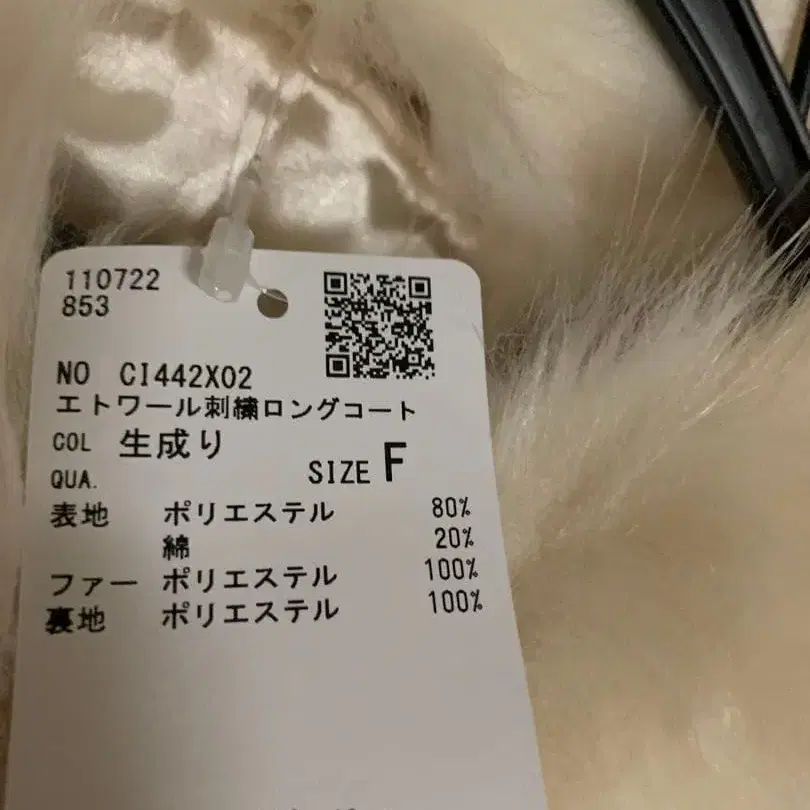 110722
853
NO CI442X02
エトワール刺繍ロングコート
COL 生成り
QUA. SIZE F
表地 ポリエステル 80%
綿 20%
ファー ポリエステル 100%
裏地 ポリエステル 100%